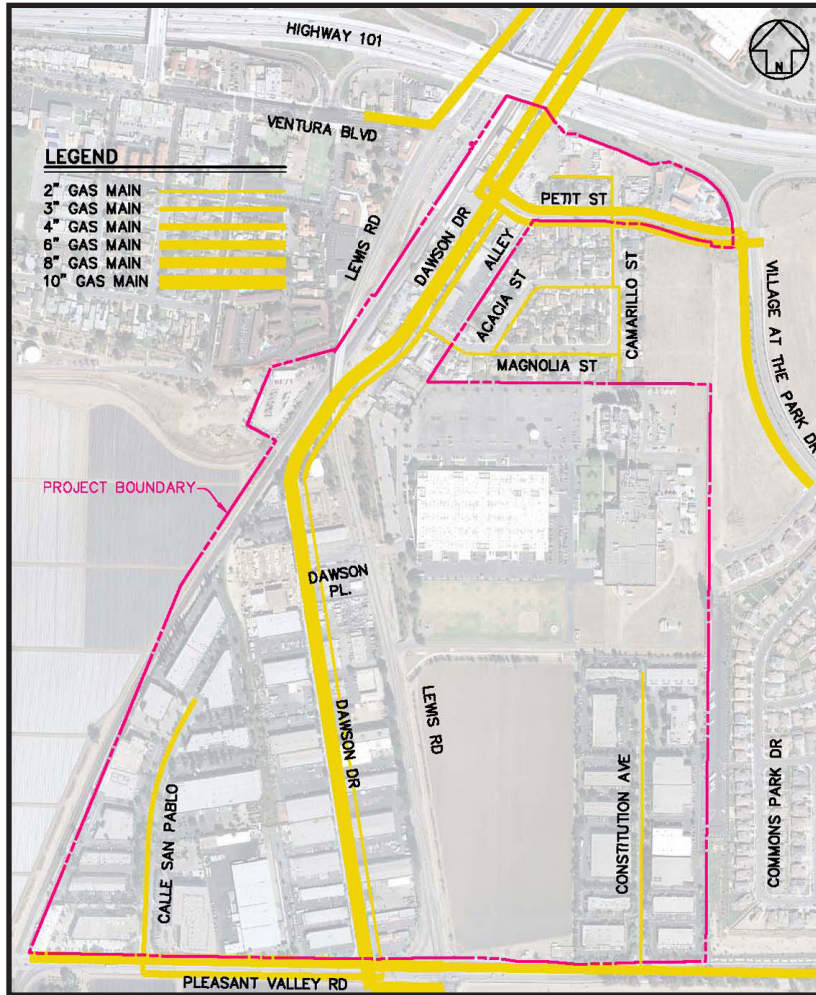 HIGHWAY 101
N
VENTURA BLVD
LEGEND
2" GAS MAIN
3" GAS MAIN
4" GAS MAIN
6" GAS MAIN
8" GAS MAIN
10" GAS MAIN
PETIT ST
LEWIS RD
DAWSON DR
ALLEY
ACACIA ST
CAMARILLO ST
VILLAGE AT THE PARK DR
MAGNOLIA ST
PROJECT BOUNDARY
DAWSON
PL.
LEWIS RD
DAWSON DR
CALLE SAN PABLO
CONSTITUTION AVE
COMMONS PARK DR
PLEASANT VALLEY RD